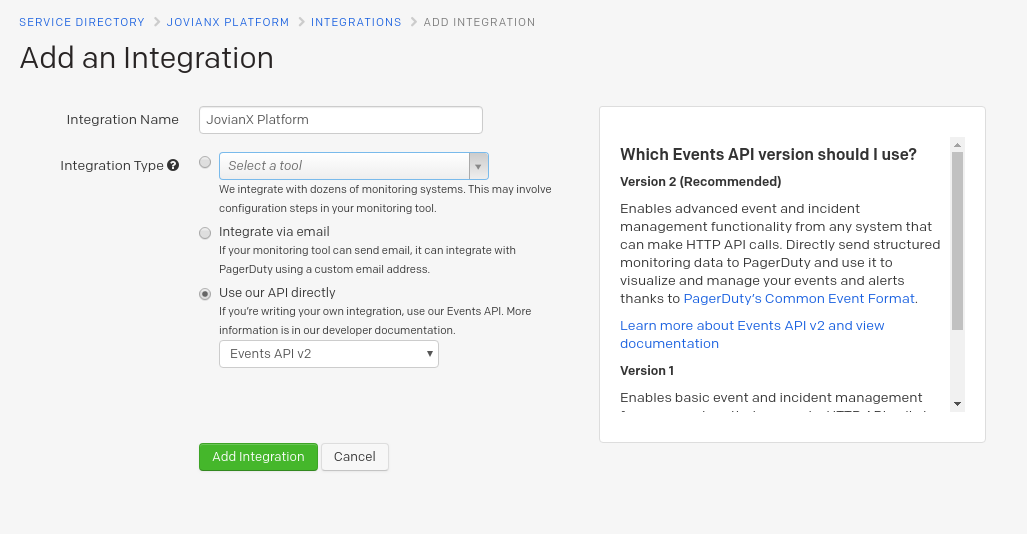 SERVICE DIRECTORY > JOVIANX PLATFORM > INTEGRATIONS > ADD INTEGRATION
Add an Integration
Integration Name
JovianX Platform
Integration Type ?
Select a tool
We integrate with dozens of monitoring systems. This may involve
configuration steps in your monitoring tool.
Integrate via email
If your monitoring tool can send email, it can integrate with
PagerDuty using a custom email address.
Use our API directly
If you're writing your own integration, use our Events API. More
information is in our developer documentation.
Events API v2
Add Integration
Cancel
Which Events API version should I use?
Version 2 (Recommended)
Enables advanced event and incident
management functionality from any system that
can make HTTP API calls. Directly send structured
monitoring data to PagerDuty and use it to
visualize and manage your events and alerts
thanks to PagerDuty's Common Event Format.
Learn more about Events API v2 and view
documentation
Version 1
Enables basic event and incident management